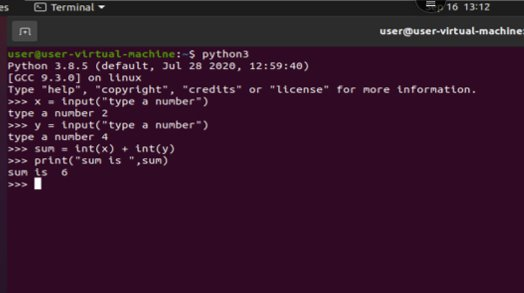 es Terminal 16 13:12
user@user-virtual-machine:
user@user-virtual-machine:~$ python3
Python 3.8.5 (default, Jul 28 2020, 12:59:40)
[GCC 9.3.0] on linux
Type "help", "copyright", "credits" or "license" for more information.
>>> x = input("type a number")
type a number 2
>>> y = input("type a number")
type a number 4
>>> sum = int(x) + int(y)
>>> print("sum is ",sum)
sum is  6
>>>